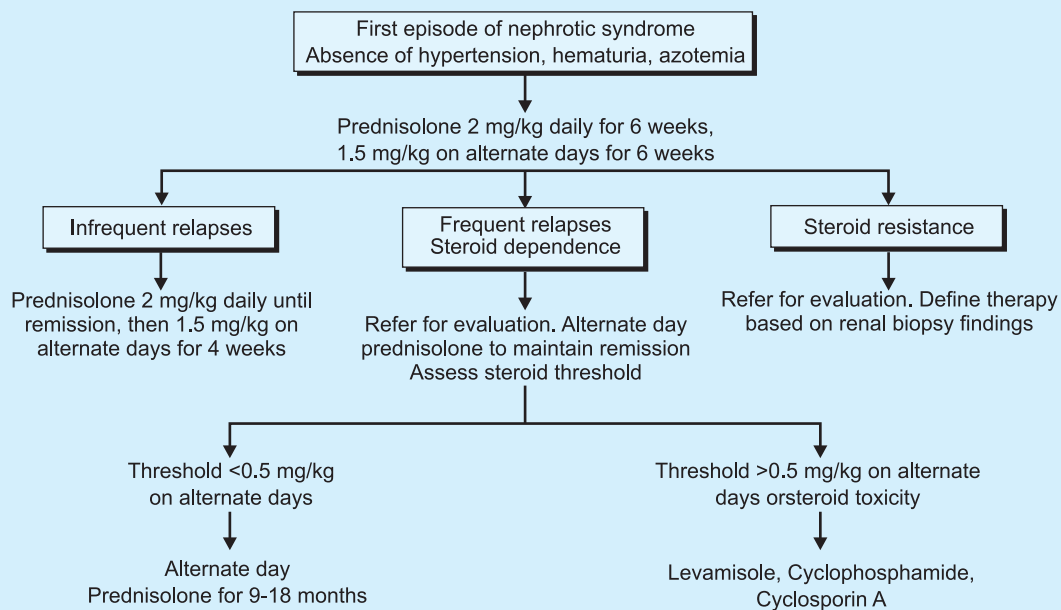 First episode of nephrotic syndrome
Absence of hypertension, hematuria, azotemia
Prednisolone 2 mg/kg daily for 6 weeks,
1.5 mg/kg on alternate days for 6 weeks
Infrequent relapses
Frequent relapses
Steroid dependence
Steroid resistance
Prednisolone 2 mg/kg daily until
remission, then 1.5 mg/kg on
alternate days for 4 weeks
Refer for evaluation. Alternate day
prednisolone to maintain remission
Assess steroid threshold
Refer for evaluation. Define therapy
based on renal biopsy findings
Threshold <0.5 mg/kg
on alternate days
Threshold >0.5 mg/kg on alternate
days orsteroid toxicity
Alternate day
Prednisolone for 9-18 months
Levamisole, Cyclophosphamide,
Cyclosporin A